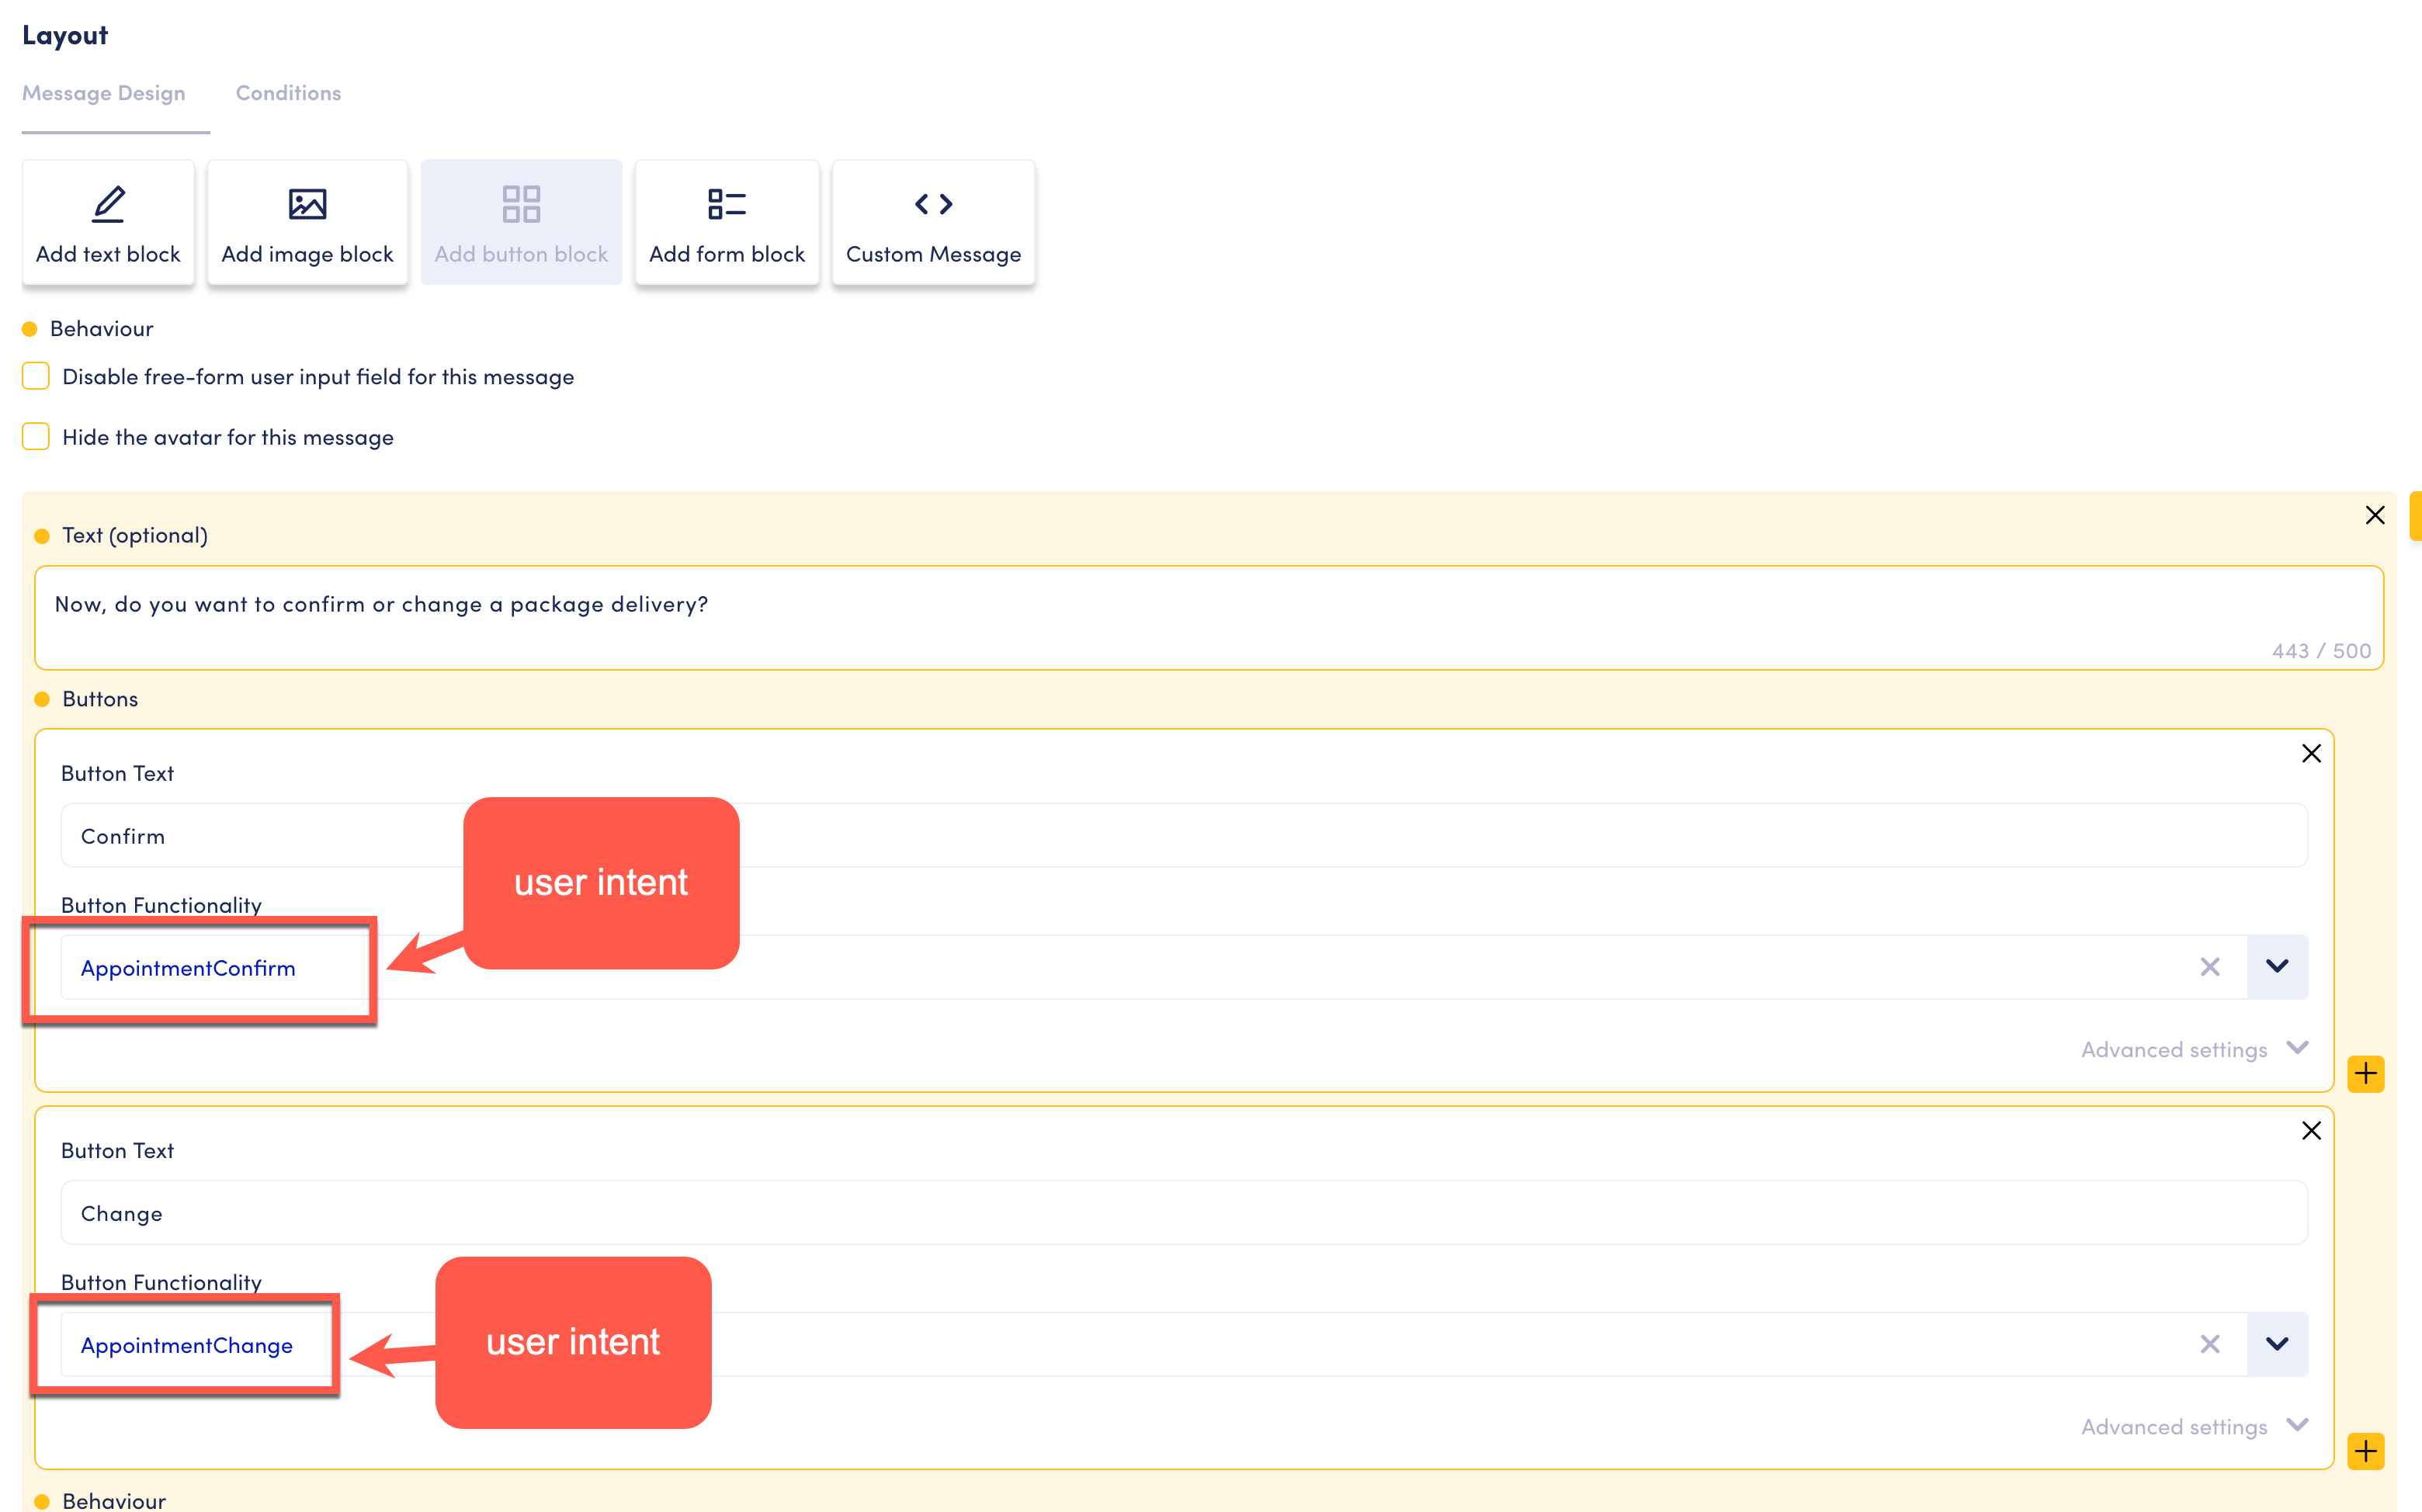 Layout
Message Design Conditions
Add text block Add image block Add button block Add form block Custom Message
Behaviour
Disable free-form user input field for this message
Hide the avatar for this message
Text (optional)
Now, do you want to confirm or change a package delivery?
443 / 500
Buttons
Button Text
Confirm
user intent
Button Functionality
AppointmentConfirm
Advanced settings
Button Text
Change
Button Functionality
user intent
AppointmentChange
Advanced settings
Behaviour